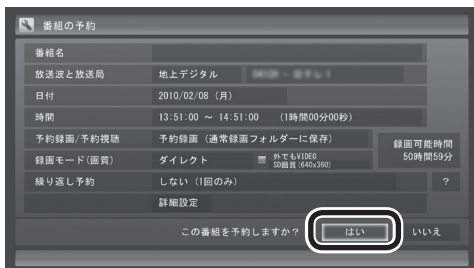 番組の予約
番組名
放送波と放送局 地上デジタル
日付 2010/02/08 (月)
時間 13:51:00 ～ 14:51:00 (1時間00分00秒)
予約録画/予約視聴 予約録画 (通常録画フォルダーに保存)
録画可能時間
50時間59分
録画モード(画質) ダイレクト 外でもVIDEO
SD画質(640x360)
繰り返し予約 しない (1回のみ) ?
詳細設定
この番組を予約しますか? はい いいえ